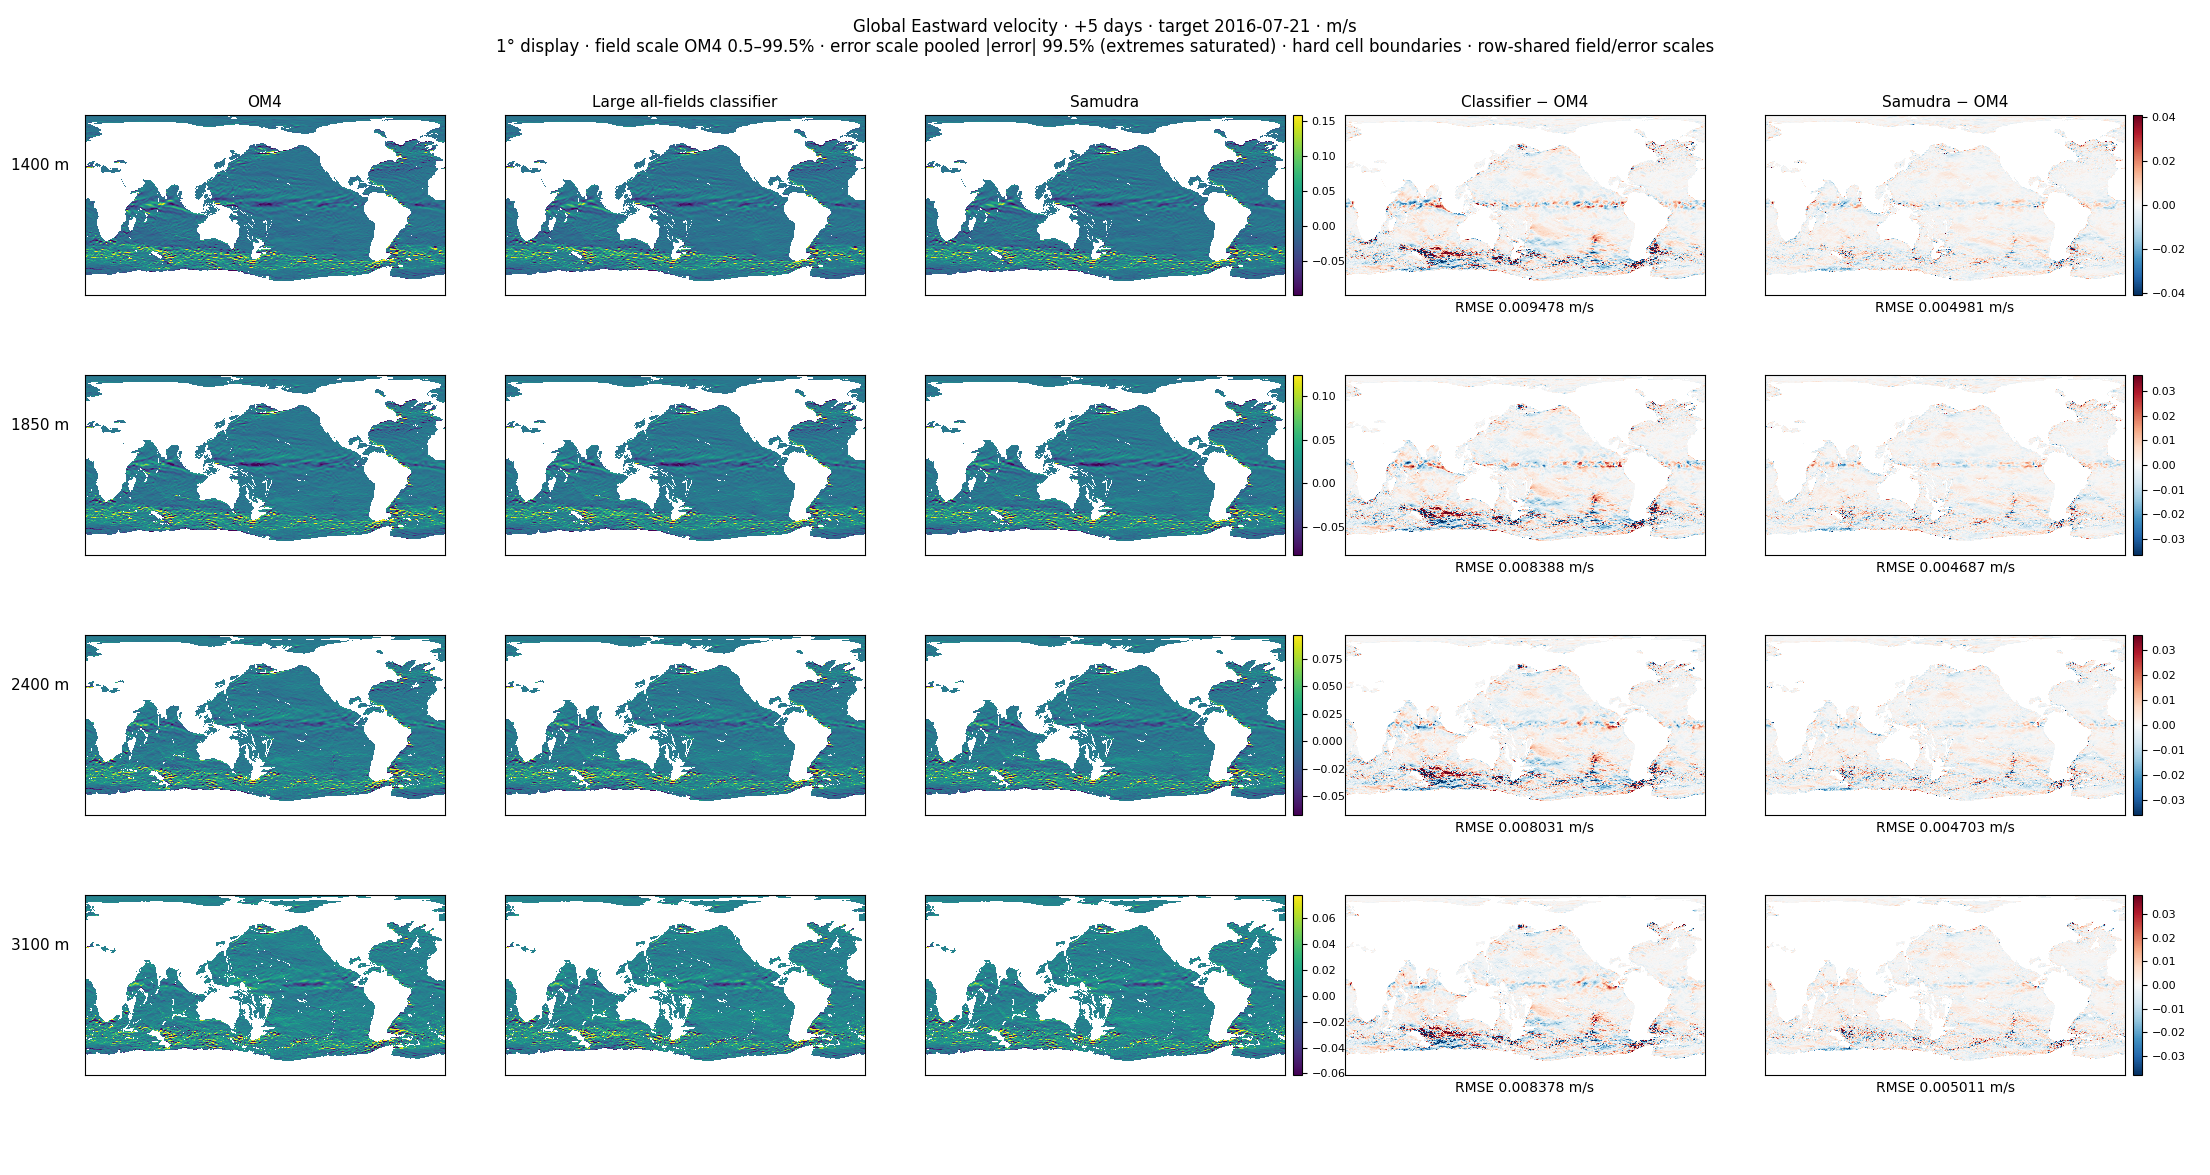 Global Eastward velocity · +5 days · target 2016-07-21 · m/s
1° display · field scale OM4 0.5–99.5% · error scale pooled |error| 99.5% (extremes saturated) · hard cell boundaries · row-shared field/error scales
OM4
Large all-fields classifier
Samudra
Classifier − OM4
Samudra − OM4
1400 m
0.15
0.10
0.05
0.00
−0.05
0.04
0.02
0.00
−0.02
−0.04
RMSE 0.009478 m/s
RMSE 0.004981 m/s
1850 m
0.10
0.05
0.00
−0.05
0.03
0.02
0.01
0.00
−0.01
−0.02
−0.03
RMSE 0.008388 m/s
RMSE 0.004687 m/s
2400 m
0.075
0.050
0.025
0.000
−0.02
−0.05
0.03
0.02
0.01
0.00
−0.01
−0.02
−0.03
RMSE 0.008031 m/s
RMSE 0.004703 m/s
3100 m
0.06
0.04
0.02
0.00
−0.02
−0.04
−0.06
0.03
0.02
0.01
0.00
−0.01
−0.02
−0.03
RMSE 0.008378 m/s
RMSE 0.005011 m/s